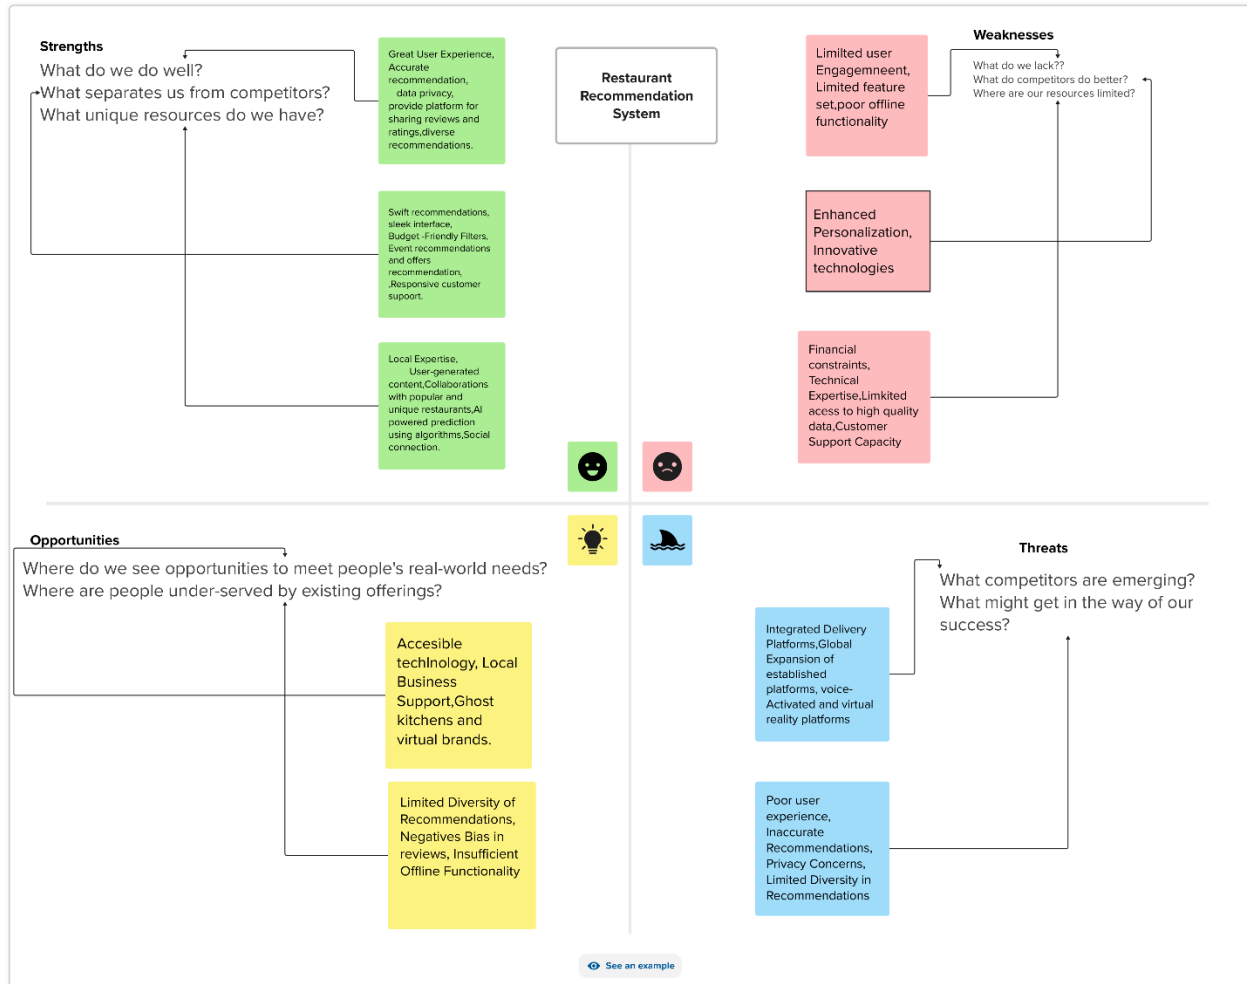 Strengths
What do we do well?
What separates us from competitors?
What unique resources do we have?
Great User Experience,
Accurate
recommendation,
data privacy,
provide platform for
sharing reviews and
ratings,diverse
recommendations.
Swift recommendations,
sleek interface,
Budget -Friendly Filters,
Event recommendations
and offers
recommendation,
,Responsive customer
supoort.
Local Expertise,
User-generated
content,Collaborations
with popular and
unique restaurants,AI
powered prediction
using algorithms,Social
connection.
Restaurant
Recommendation
System
Weaknesses
What do we lack??
What do competitors do better?
Where are our resources limited?
Limilted user
Engagemneent,
Limited feature
set,poor offline
functionality
Enhanced
Personalization,
Innovative
technologies
Financial
constraints,
Technical
Expertise,Limkited
acess to high quality
data,Customer
Support Capacity
Opportunities
Where do we see opportunities to meet people's real-world needs?
Where are people under-served by existing offerings?
Accesible
techlnology, Local
Business
Support,Ghost
kitchens and
virtual brands.
Limited Diversity of
Recommendations,
Negatives Bias in
reviews, Insufficient
Offline Functionality
Threats
What competitors are emerging?
What might get in the way of our
success?
Integrated Delivery
Platforms,Global
Expansion of
established
platforms, voice-
Activated and virtual
reality platforms
Poor user
experience,
Inaccurate
Recommendations,
Privacy Concerns,
Limited Diversity in
Recommendations
See an example